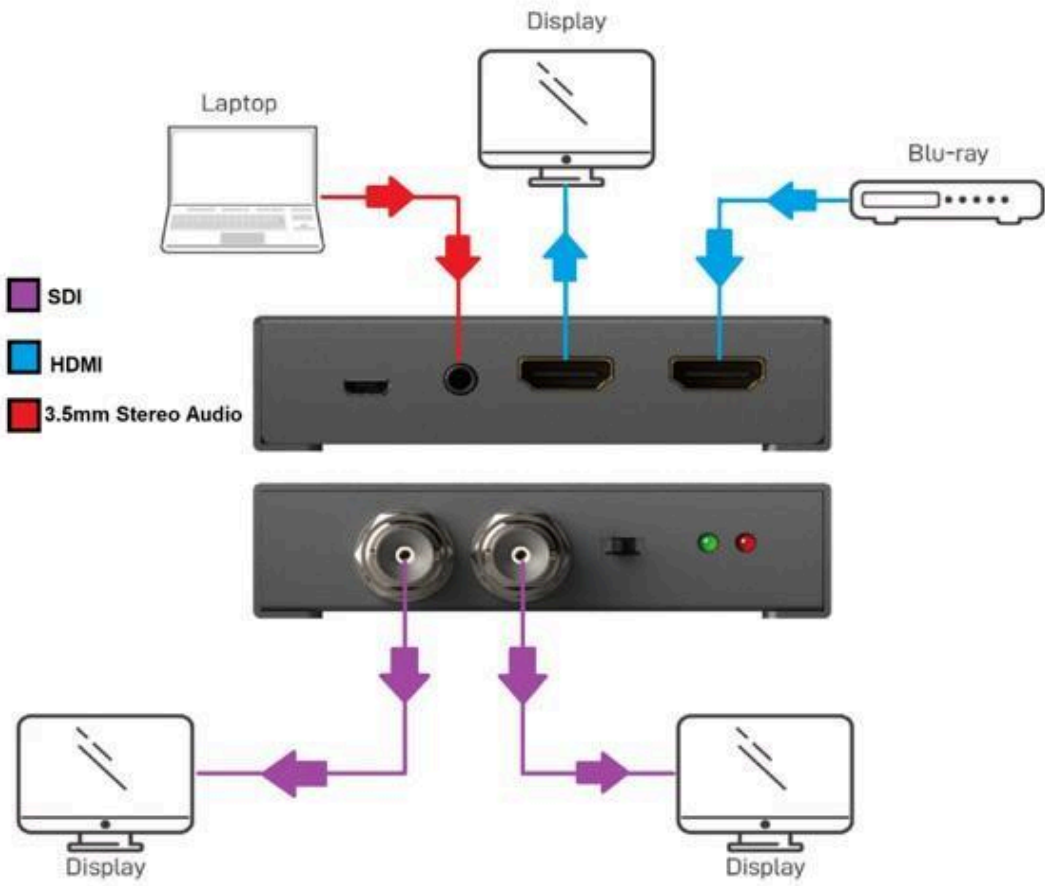 Display
Laptop
Blu-ray
SDI
HDMI
3.5mm Stereo Audio
Display
Display